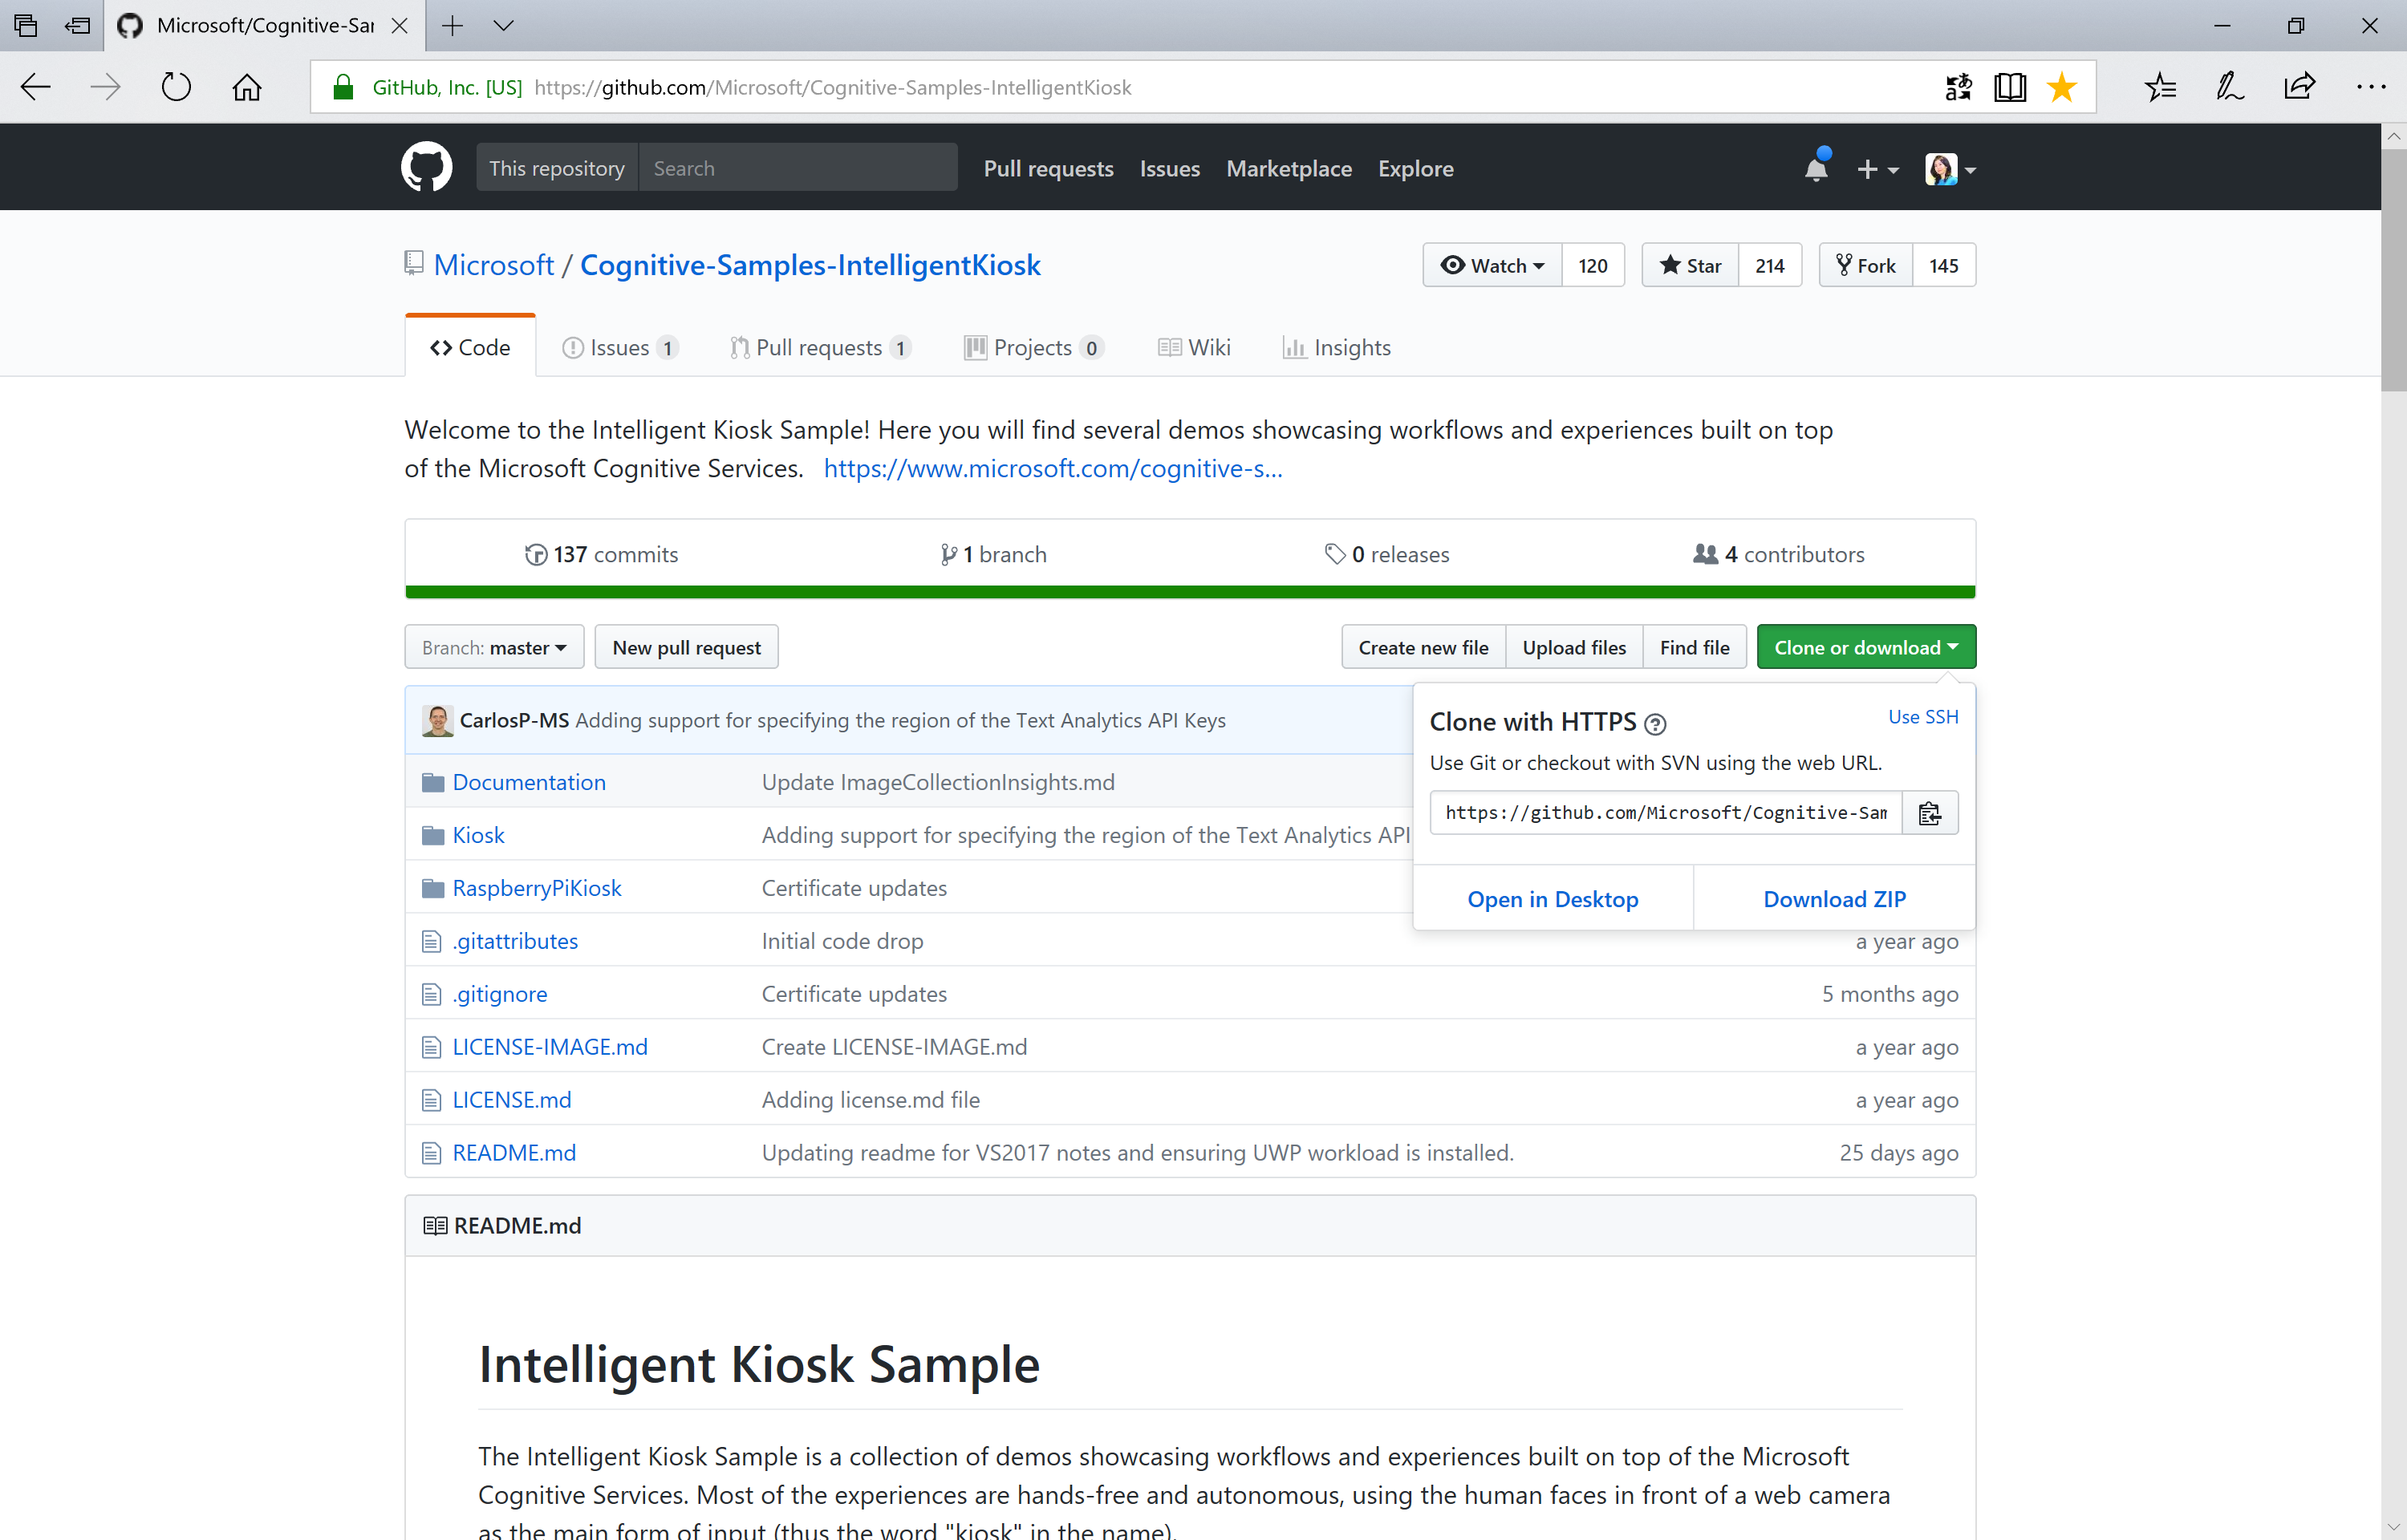 Microsoft/Cognitive-Sar
GitHub, Inc. [US] https://github.com/Microsoft/Cognitive-Samples-IntelligentKiosk
This repository Search Pull requests Issues Marketplace Explore
Microsoft / Cognitive-Samples-IntelligentKiosk
Watch 120 Star 214 Fork 145
Code Issues 1 Pull requests 1 Projects 0 Wiki Insights
Welcome to the Intelligent Kiosk Sample! Here you will find several demos showcasing workflows and experiences built on top
of the Microsoft Cognitive Services. https://www.microsoft.com/cognitive-s...
137 commits 1 branch 0 releases 4 contributors
Branch: master New pull request Create new file Upload files Find file Clone or download
CarlosP-MS Adding support for specifying the region of the Text Analytics API Keys
Clone with HTTPS Use SSH
Use Git or checkout with SVN using the web URL.
https://github.com/Microsoft/Cognitive-Sam
Open in Desktop Download ZIP
Documentation Update ImageCollectionInsights.md
Kiosk Adding support for specifying the region of the Text Analytics API
RaspberryPiKiosk Certificate updates
.gitattributes Initial code drop a year ago
.gitignore Certificate updates 5 months ago
LICENSE-IMAGE.md Create LICENSE-IMAGE.md a year ago
LICENSE.md Adding license.md file a year ago
README.md Updating readme for VS2017 notes and ensuring UWP workload is installed. 25 days ago
README.md
Intelligent Kiosk Sample
The Intelligent Kiosk Sample is a collection of demos showcasing workflows and experiences built on top of the Microsoft
Cognitive Services. Most of the experiences are hands-free and autonomous, using the human faces in front of a web camera
as the main form of input (thus the word "kiosk" in the name).